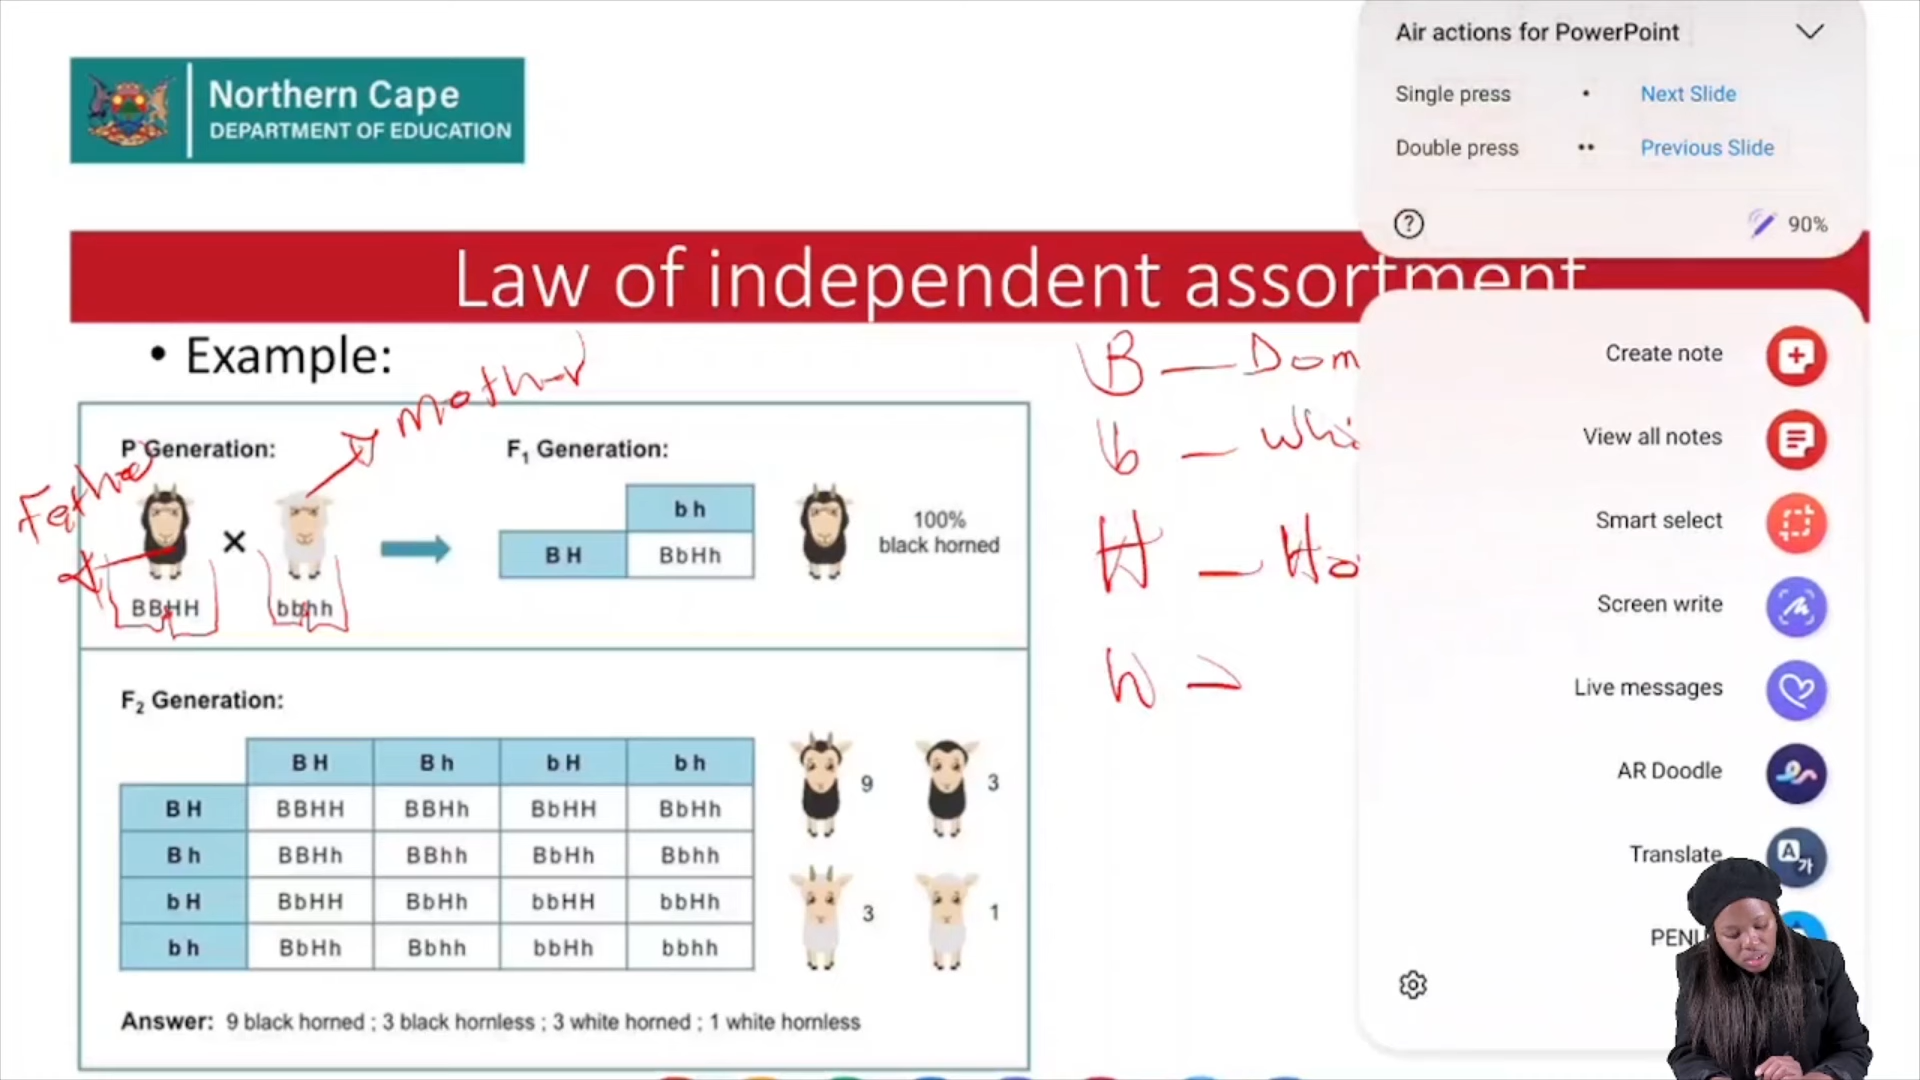 Northern Cape
DEPARTMENT OF EDUCATION
Air actions for PowerPoint
Single press • Next Slide
Double press •• Previous Slide
90%
Law of independent assortment
• Example:
Mother
Father
P Generation:
BBHH × bbhh
F1 Generation:
b h
B H BbHh
100%
black horned
F2 Generation:
B H B h b H b h
B H BBHH BBHh BbHH BbHh
B h BBHh BBhh BbHh Bbhh
b H BbHH BbHh bbHH bbHh
b h BbHh Bbhh bbHh bbhh
9 3
3 1
Answer: 9 black horned ; 3 black hornless ; 3 white horned ; 1 white hornless
B — Dom
b — Whi
H — Ho
h —
Create note
View all notes
Smart select
Screen write
Live messages
AR Doodle
Translate